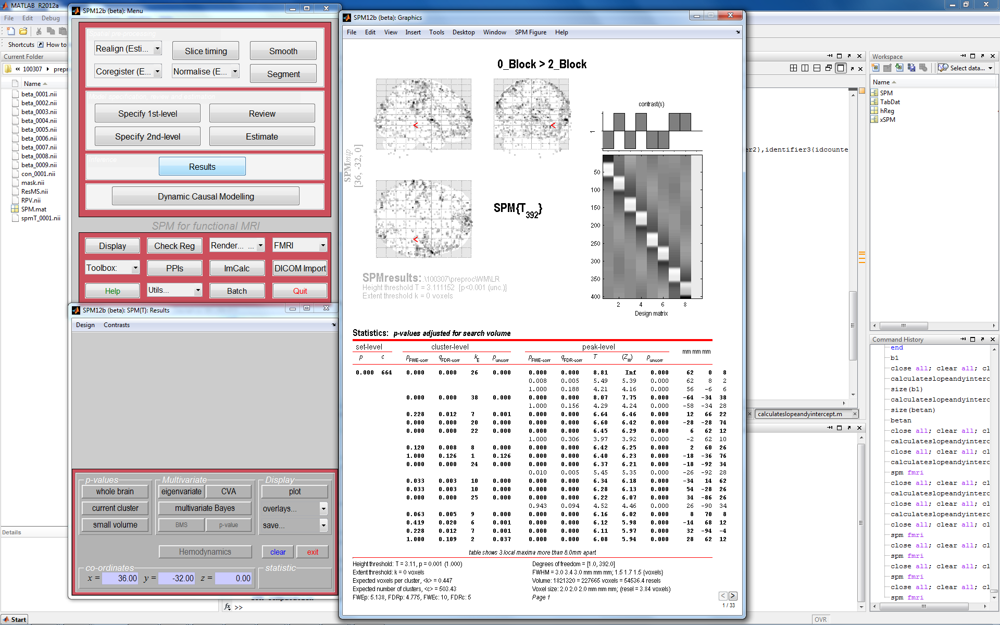 MATLAB R2012a
File Edit Debug
Shortcuts How to
Current Folder
« 100307 prepr
Name
beta_0001.nii
beta_0002.nii
beta_0003.nii
beta_0004.nii
beta_0005.nii
beta_0006.nii
beta_0007.nii
beta_0008.nii
beta_0009.nii
con_0001.nii
mask.nii
ResMS.nii
RPV.nii
SPM.mat
spmT_0001.nii
Details
Start
SPM12b (beta): Menu
Spatial pre-processing
Realign (Esti... Slice timing Smooth
Coregister (E... Normalise (E... Segment
Model specification, review and estimation
Specify 1st-level Review
Specify 2nd-level Estimate
Inference
Results
Dynamic Causal Modelling
SPM for functional MRI
Display Check Reg Render... ... FMRI
Toolbox: PPIs ImCalc DICOM Import
Help Utils... Batch Quit
SPM12b (beta): SPM{T}: Results
Design Contrasts
p-values Multivariate Display
whole brain eigenvariate CVA plot
current cluster multivariate Bayes overlays...
small volume BMS p-value save...
Hemodynamics clear exit
co-ordinates statistic
x = 36.00 y = -32.00 z = 0.00
fx >>
SPM12b (beta): Graphics
File Edit View Insert Tools Desktop Window SPM Figure Help
0_Block > 2_Block
SPMmip
[36, -32, 0]
contrast(s)
1
SPM{T392}
50
100
150
200
250
300
350
400
2 4 6 8
Design matrix
SPMresults: .\100307\preproc\WM\LR
Height threshold T = 3.111152 {p<0.001 (unc.)}
Extent threshold k = 0 voxels
Statistics: p-values adjusted for search volume
set-level cluster-level peak-level mm mm mm
p c pFWE-corr qFDR-corr kE puncorr pFWE-corr qFDR-corr T (Z≡) puncorr
0.000 664 0.000 0.000 26 0.000 0.000 0.000 8.81 Inf 0.000 62 0 8
0.008 0.005 5.49 5.39 0.000 62 8 2
1.000 0.188 4.21 4.16 0.000 56 -6 6
0.000 0.000 38 0.000 0.000 0.000 8.07 7.75 0.000 -64 -34 38
1.000 0.156 4.29 4.24 0.000 -58 -34 28
0.228 0.012 7 0.001 0.000 0.000 6.64 6.46 0.000 12 66 22
0.000 0.000 20 0.000 0.000 0.000 6.60 6.42 0.000 -28 -28 74
0.000 0.000 22 0.000 0.000 0.000 6.45 6.29 0.000 6 62 12
1.000 0.306 3.97 3.92 0.000 -2 62 10
0.120 0.008 8 0.000 0.000 0.000 6.42 6.25 0.000 2 60 26
1.000 0.126 1 0.126 0.000 0.000 6.40 6.23 0.000 -18 -36 76
0.000 0.000 24 0.000 0.000 0.000 6.37 6.21 0.000 -18 -92 34
0.010 0.005 5.45 5.35 0.000 -26 -92 28
0.033 0.003 10 0.000 0.000 0.000 6.34 6.18 0.000 -34 14 62
0.033 0.003 10 0.000 0.000 0.000 6.28 6.13 0.000 54 -28 26
0.000 0.000 25 0.000 0.000 0.000 6.22 6.07 0.000 34 -86 26
0.943 0.094 4.52 4.46 0.000 26 -90 34
0.063 0.005 9 0.000 0.000 0.000 6.16 6.02 0.000 8 70 8
0.419 0.020 6 0.001 0.000 0.000 6.12 5.98 0.000 -14 68 12
0.228 0.012 7 0.001 0.000 0.000 6.11 5.97 0.000 32 -94 -4
1.000 0.109 2 0.037 0.000 0.000 6.08 5.94 0.000 28 62 12
table shows 3 local maxima more than 8.0mm apart
Height threshold: T = 3.11, p = 0.001 (1.000)
Extent threshold: k = 0 voxels
Expected voxels per cluster, <k> = 0.447
Expected number of clusters, <c> = 503.43
FWEp: 5.138, FDRp: 4.775, FWEc: 10, FDRc: 5
Degrees of freedom = [1.0, 392.0]
FWHM = 3.0 3.4 3.0 mm mm mm; 1.5 1.7 1.5 {voxels}
Volume: 1821320 = 227665 voxels = 54536.4 resels
Voxel size: 2.0 2.0 2.0 mm mm mm; (resel = 3.84 voxels)
Page 1
< >
1 / 33
er2},identifier3{idcounte
calculateslopeandyintercept.m
OVR
Workspace
Select data...
Name
SPM
TabDat
hReg
xSPM
Command History
end
b1
close all; clear all; cl
calculateslopeandyinterc
size(b1)
calculateslopeandyinterc
size(betan)
betan
close all; clear all; cl
calculateslopeandyinterc
close all; clear all; cl
calculateslopeandyinterc
spm fmri
close all; clear all; cl
calculateslopeandyinterc
close all; clear all; cl
calculateslopeandyinterc
close all; clear all; cl
spm fmri
close all; clear all; cl
spm fmri
close all; clear all; cl
spm fmri
close all; clear all; cl
spm fmri